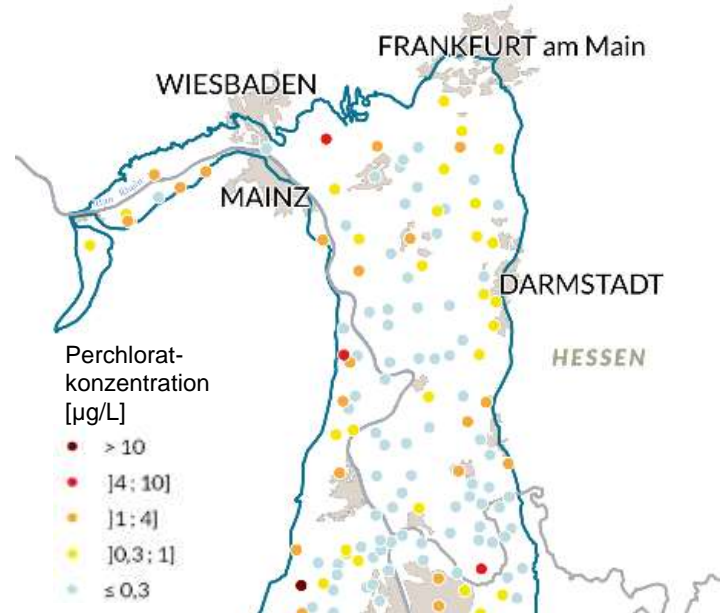 FRANKFURT am Main
WIESBADEN
MAINZ
DARMSTADT
HESSEN
Perchlorat-
konzentration
[µg/L]
> 10
]4 ; 10]
]1 ; 4]
]0,3 ; 1]
≤ 0,3